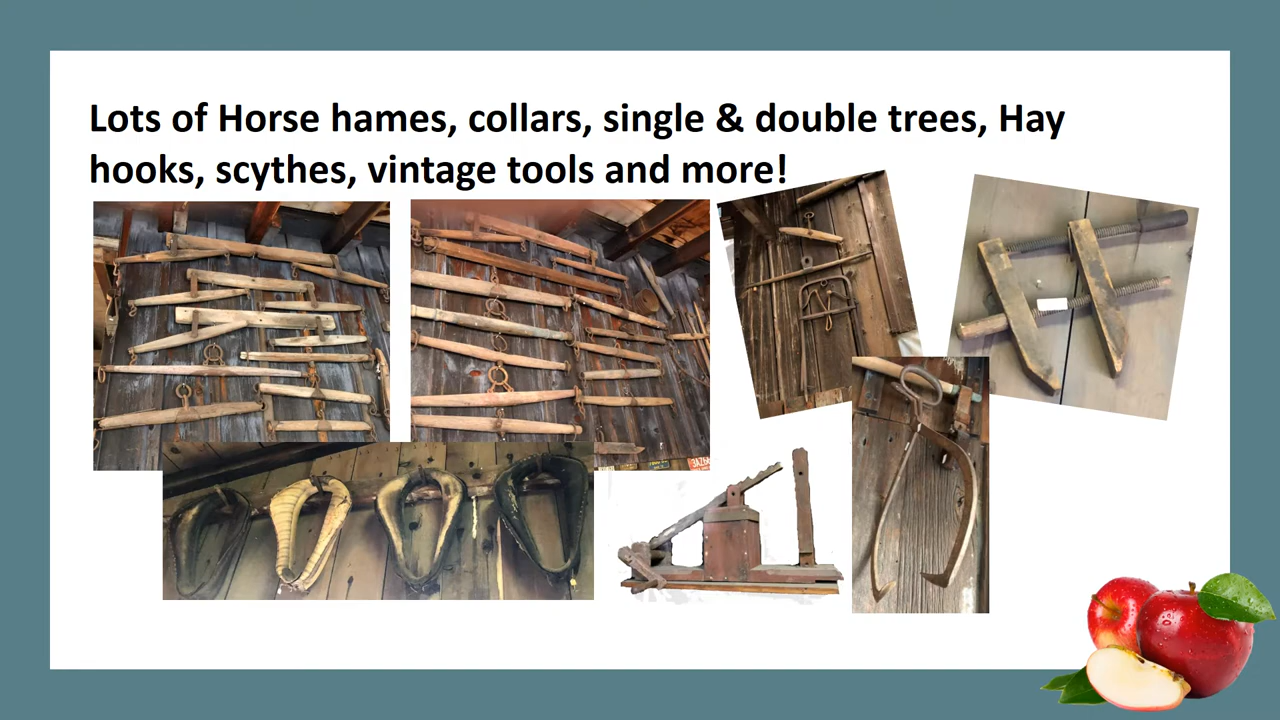 Lots of Horse hames, collars, single & double trees, Hay
hooks, scythes, vintage tools and more!